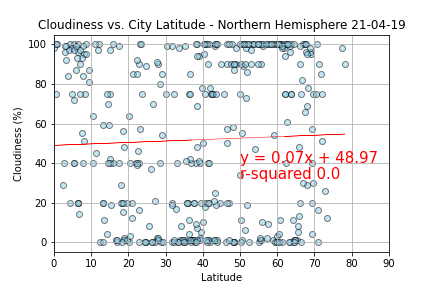 Cloudiness vs. City Latitude - Northern Hemisphere 21-04-19
100
80
60
40
20
0
Cloudiness (%)
y = 0.07x + 48.97
r-squared 0.0
0 10 20 30 40 50 60 70 80 90
Latitude